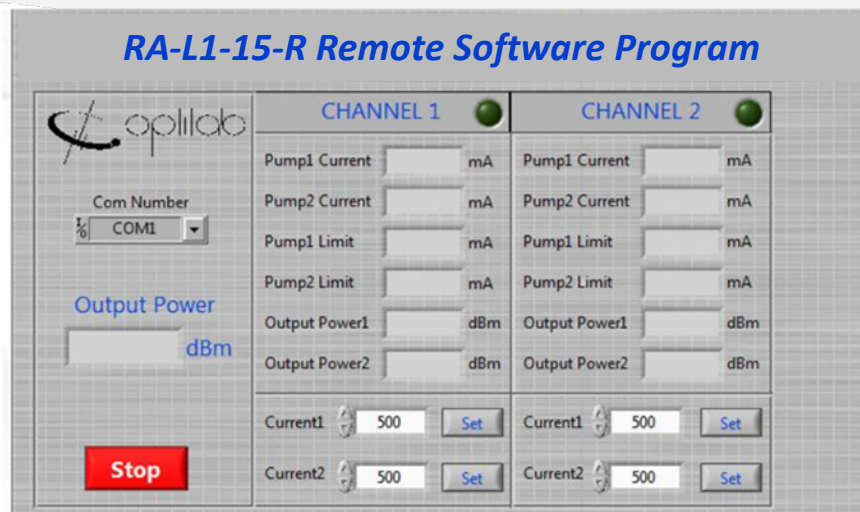 RA-L1-15-R Remote Software Program
optilab
Com Number
I/O COM1
Output Power
dBm
Stop
CHANNEL 1
Pump1 Current mA
Pump2 Current mA
Pump1 Limit mA
Pump2 Limit mA
Output Power1 dBm
Output Power2 dBm
Current1 500 Set
Current2 500 Set
CHANNEL 2
Pump1 Current mA
Pump2 Current mA
Pump1 Limit mA
Pump2 Limit mA
Output Power1 dBm
Output Power2 dBm
Current1 500 Set
Current2 500 Set